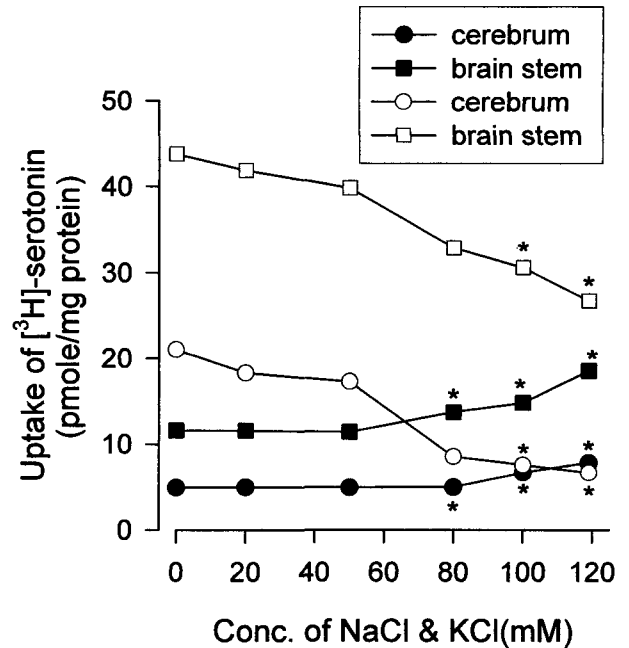 cerebrum
brain stem
cerebrum
brain stem
Uptake of [³H]-serotonin
(pmole/mg protein)
50
40
30
20
10
0
* * * * * * * * * *
0 20 40 60 80 100 120
Conc. of NaCl & KCl(mM)